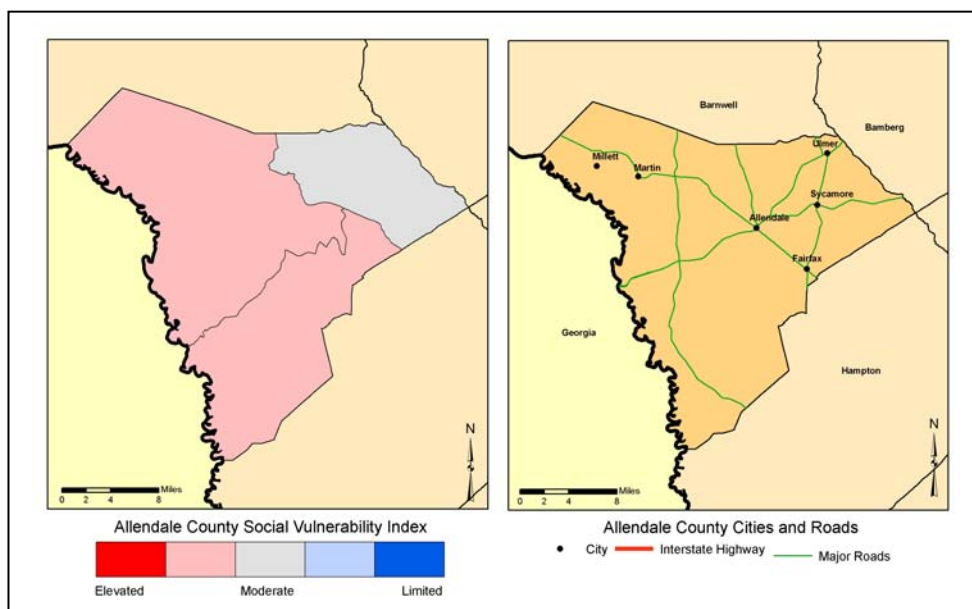 N
Miles
0 2 4 8
Allendale County Social Vulnerability Index
Elevated Moderate Limited
Barnwell
Bamberg
Ulmer
Millett
Martin
Sycamore
Allendale
Fairfax
Georgia
Hampton
N
Miles
0 2 4 8
Allendale County Cities and Roads
City Interstate Highway Major Roads